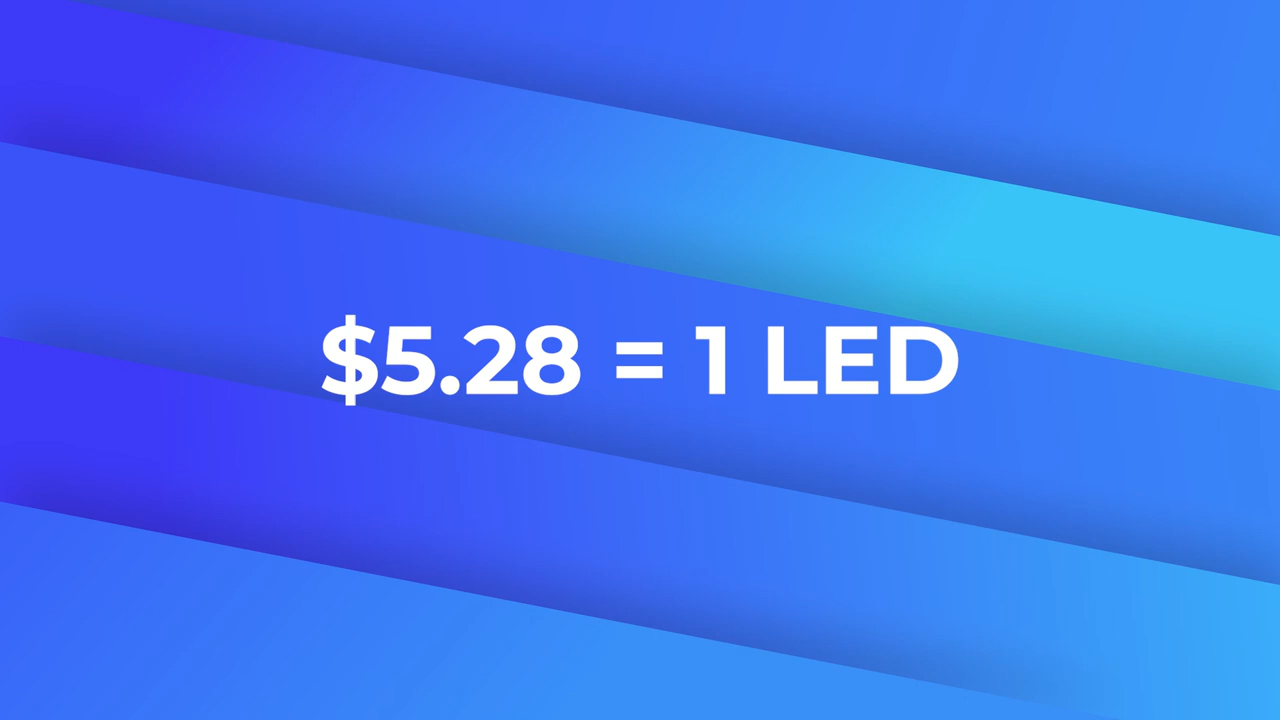 $5.28 = 1 LED